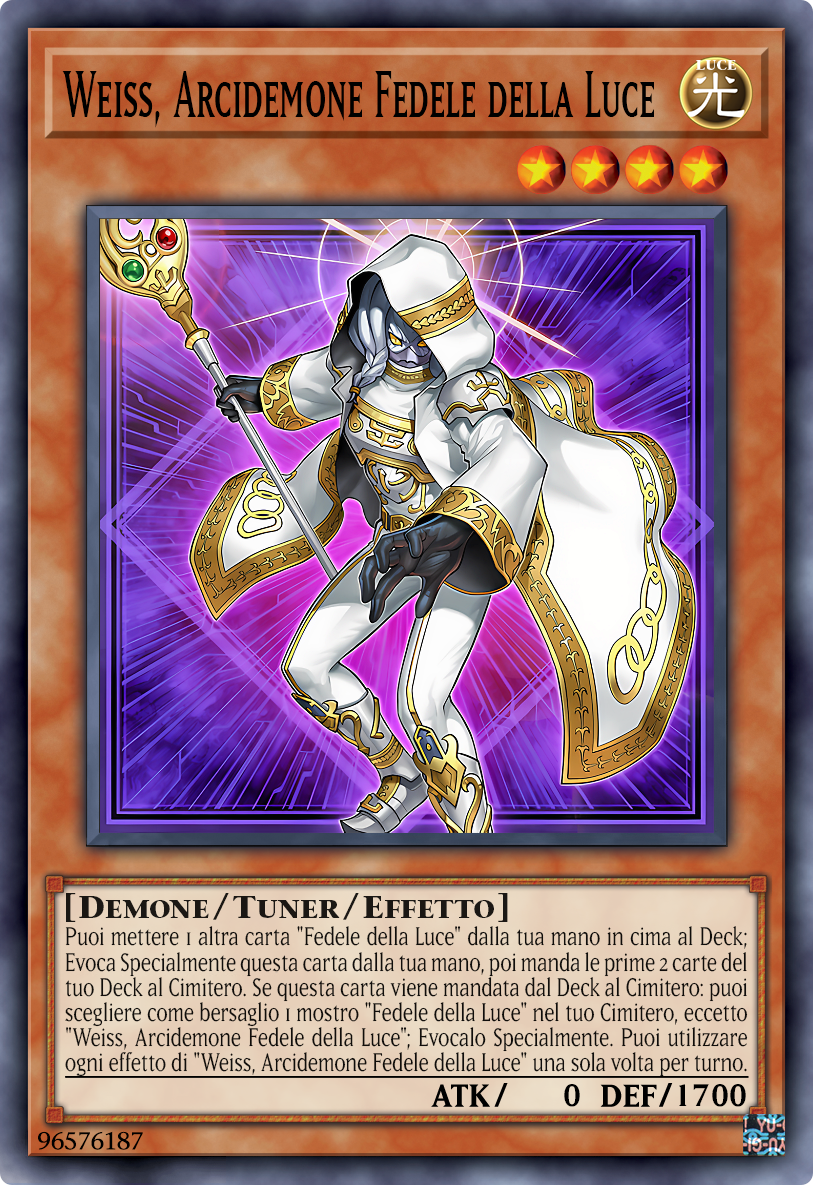 Weiss, Arcidemone Fedele della Luce
LUCE
光
[Demone/Tuner/Effetto]
Puoi mettere 1 altra carta "Fedele della Luce" dalla tua mano in cima al Deck;
Evoca Specialmente questa carta dalla tua mano, poi manda le prime 2 carte del
tuo Deck al Cimitero. Se questa carta viene mandata dal Deck al Cimitero: puoi
scegliere come bersaglio 1 mostro "Fedele della Luce" nel tuo Cimitero, eccetto
"Weiss, Arcidemone Fedele della Luce"; Evocalo Specialmente. Puoi utilizzare
ogni effetto di "Weiss, Arcidemone Fedele della Luce" una sola volta per turno.
ATK/ 0 DEF/1700
96576187